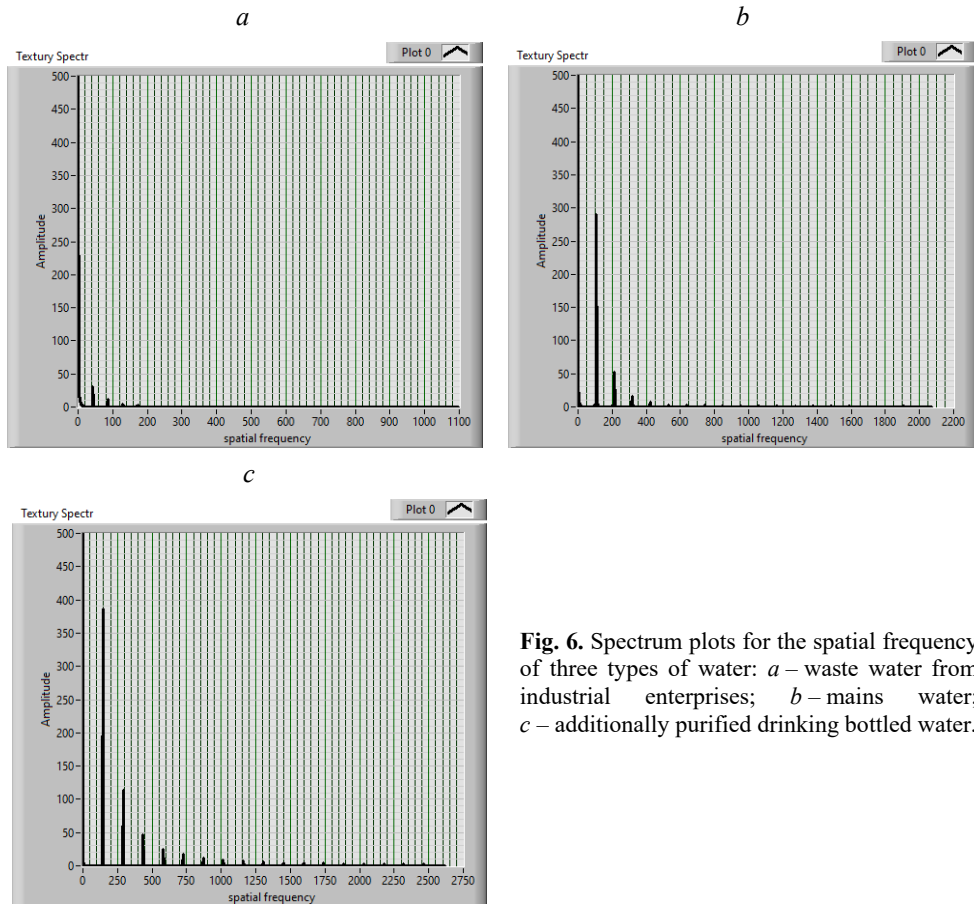 a
Textury Spectr
Plot 0
500
450
400
350
300
250
200
150
100
50
0
Amplitude
0 100 200 300 400 500 600 700 800 900 1000 1100
spatial frequency
b
Textury Spectr
Plot 0
500
450
400
350
300
250
200
150
100
50
0
Amplitude
0 200 400 600 800 1000 1200 1400 1600 1800 2000 2200
spatial frequency
c
Textury Spectr
Plot 0
500
450
400
350
300
250
200
150
100
50
0
Amplitude
0 250 500 750 1000 1250 1500 1750 2000 2250 2500 2750
spatial frequency
Fig. 6. Spectrum plots for the spatial frequency
of three types of water: a – waste water from
industrial enterprises; b – mains water;
c – additionally purified drinking bottled water.